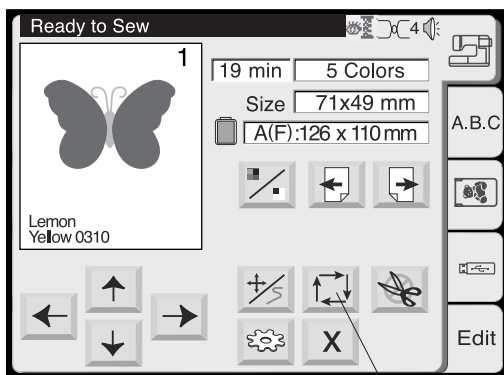 Ready to Sew
4
1
19 min
5 Colors
Size
71x49 mm
A(F):126 x 110 mm
Lemon
Yellow 0310
X
A.B.C
Edit